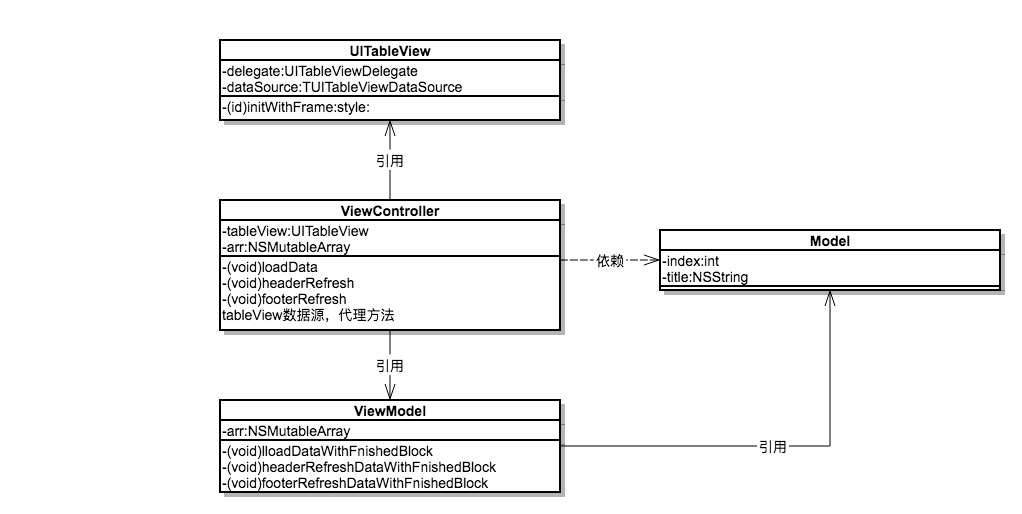 UITableView
-delegate:UITableViewDelegate
-dataSource:TUITableViewDataSource
-(id)initWithFrame:style:
引用
ViewController
-tableView:UITableView
-arr:NSMutableArray
-(void)loadData
-(void)headerRefresh
-(void)footerRefresh
tableView数据源，代理方法
依赖
Model
-index:int
-title:NSString
引用
ViewModel
-arr:NSMutableArray
-(void)lloadDataWithFnishedBlock
-(void)headerRefreshDataWithFnishedBlock
-(void)footerRefreshDataWithFnishedBlock
引用